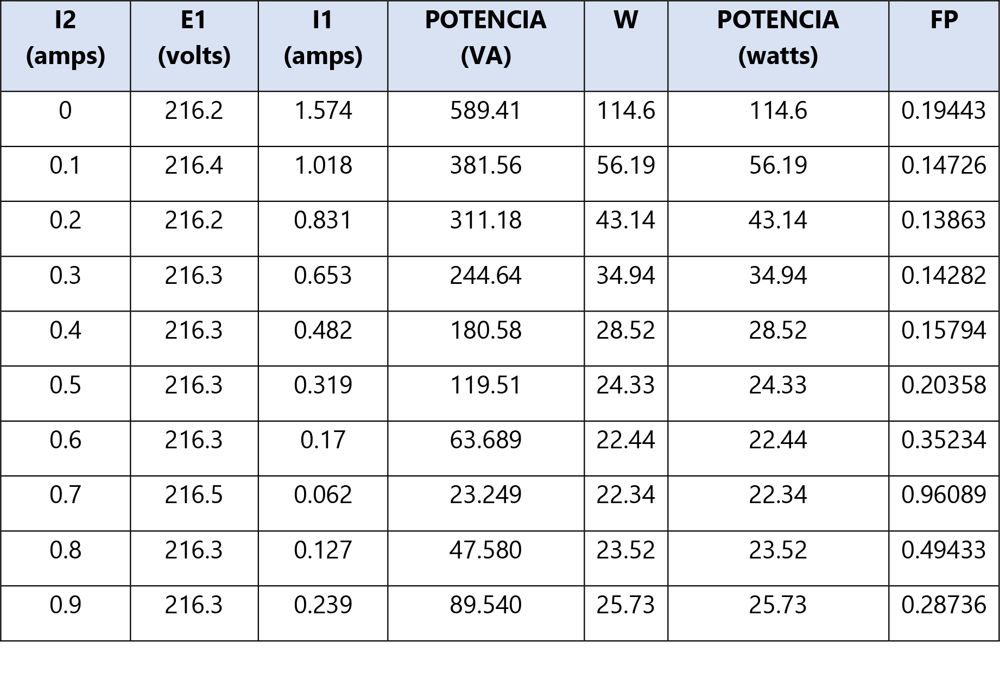 I2 E1 I1 POTENCIA W POTENCIA FP
(amps) (volts) (amps) (VA) (watts)
0 216.2 1.574 589.41 114.6 114.6 0.19443
0.1 216.4 1.018 381.56 56.19 56.19 0.14726
0.2 216.2 0.831 311.18 43.14 43.14 0.13863
0.3 216.3 0.653 244.64 34.94 34.94 0.14282
0.4 216.3 0.482 180.58 28.52 28.52 0.15794
0.5 216.3 0.319 119.51 24.33 24.33 0.20358
0.6 216.3 0.17 63.689 22.44 22.44 0.35234
0.7 216.5 0.062 23.249 22.34 22.34 0.96089
0.8 216.3 0.127 47.580 23.52 23.52 0.49433
0.9 216.3 0.239 89.540 25.73 25.73 0.28736